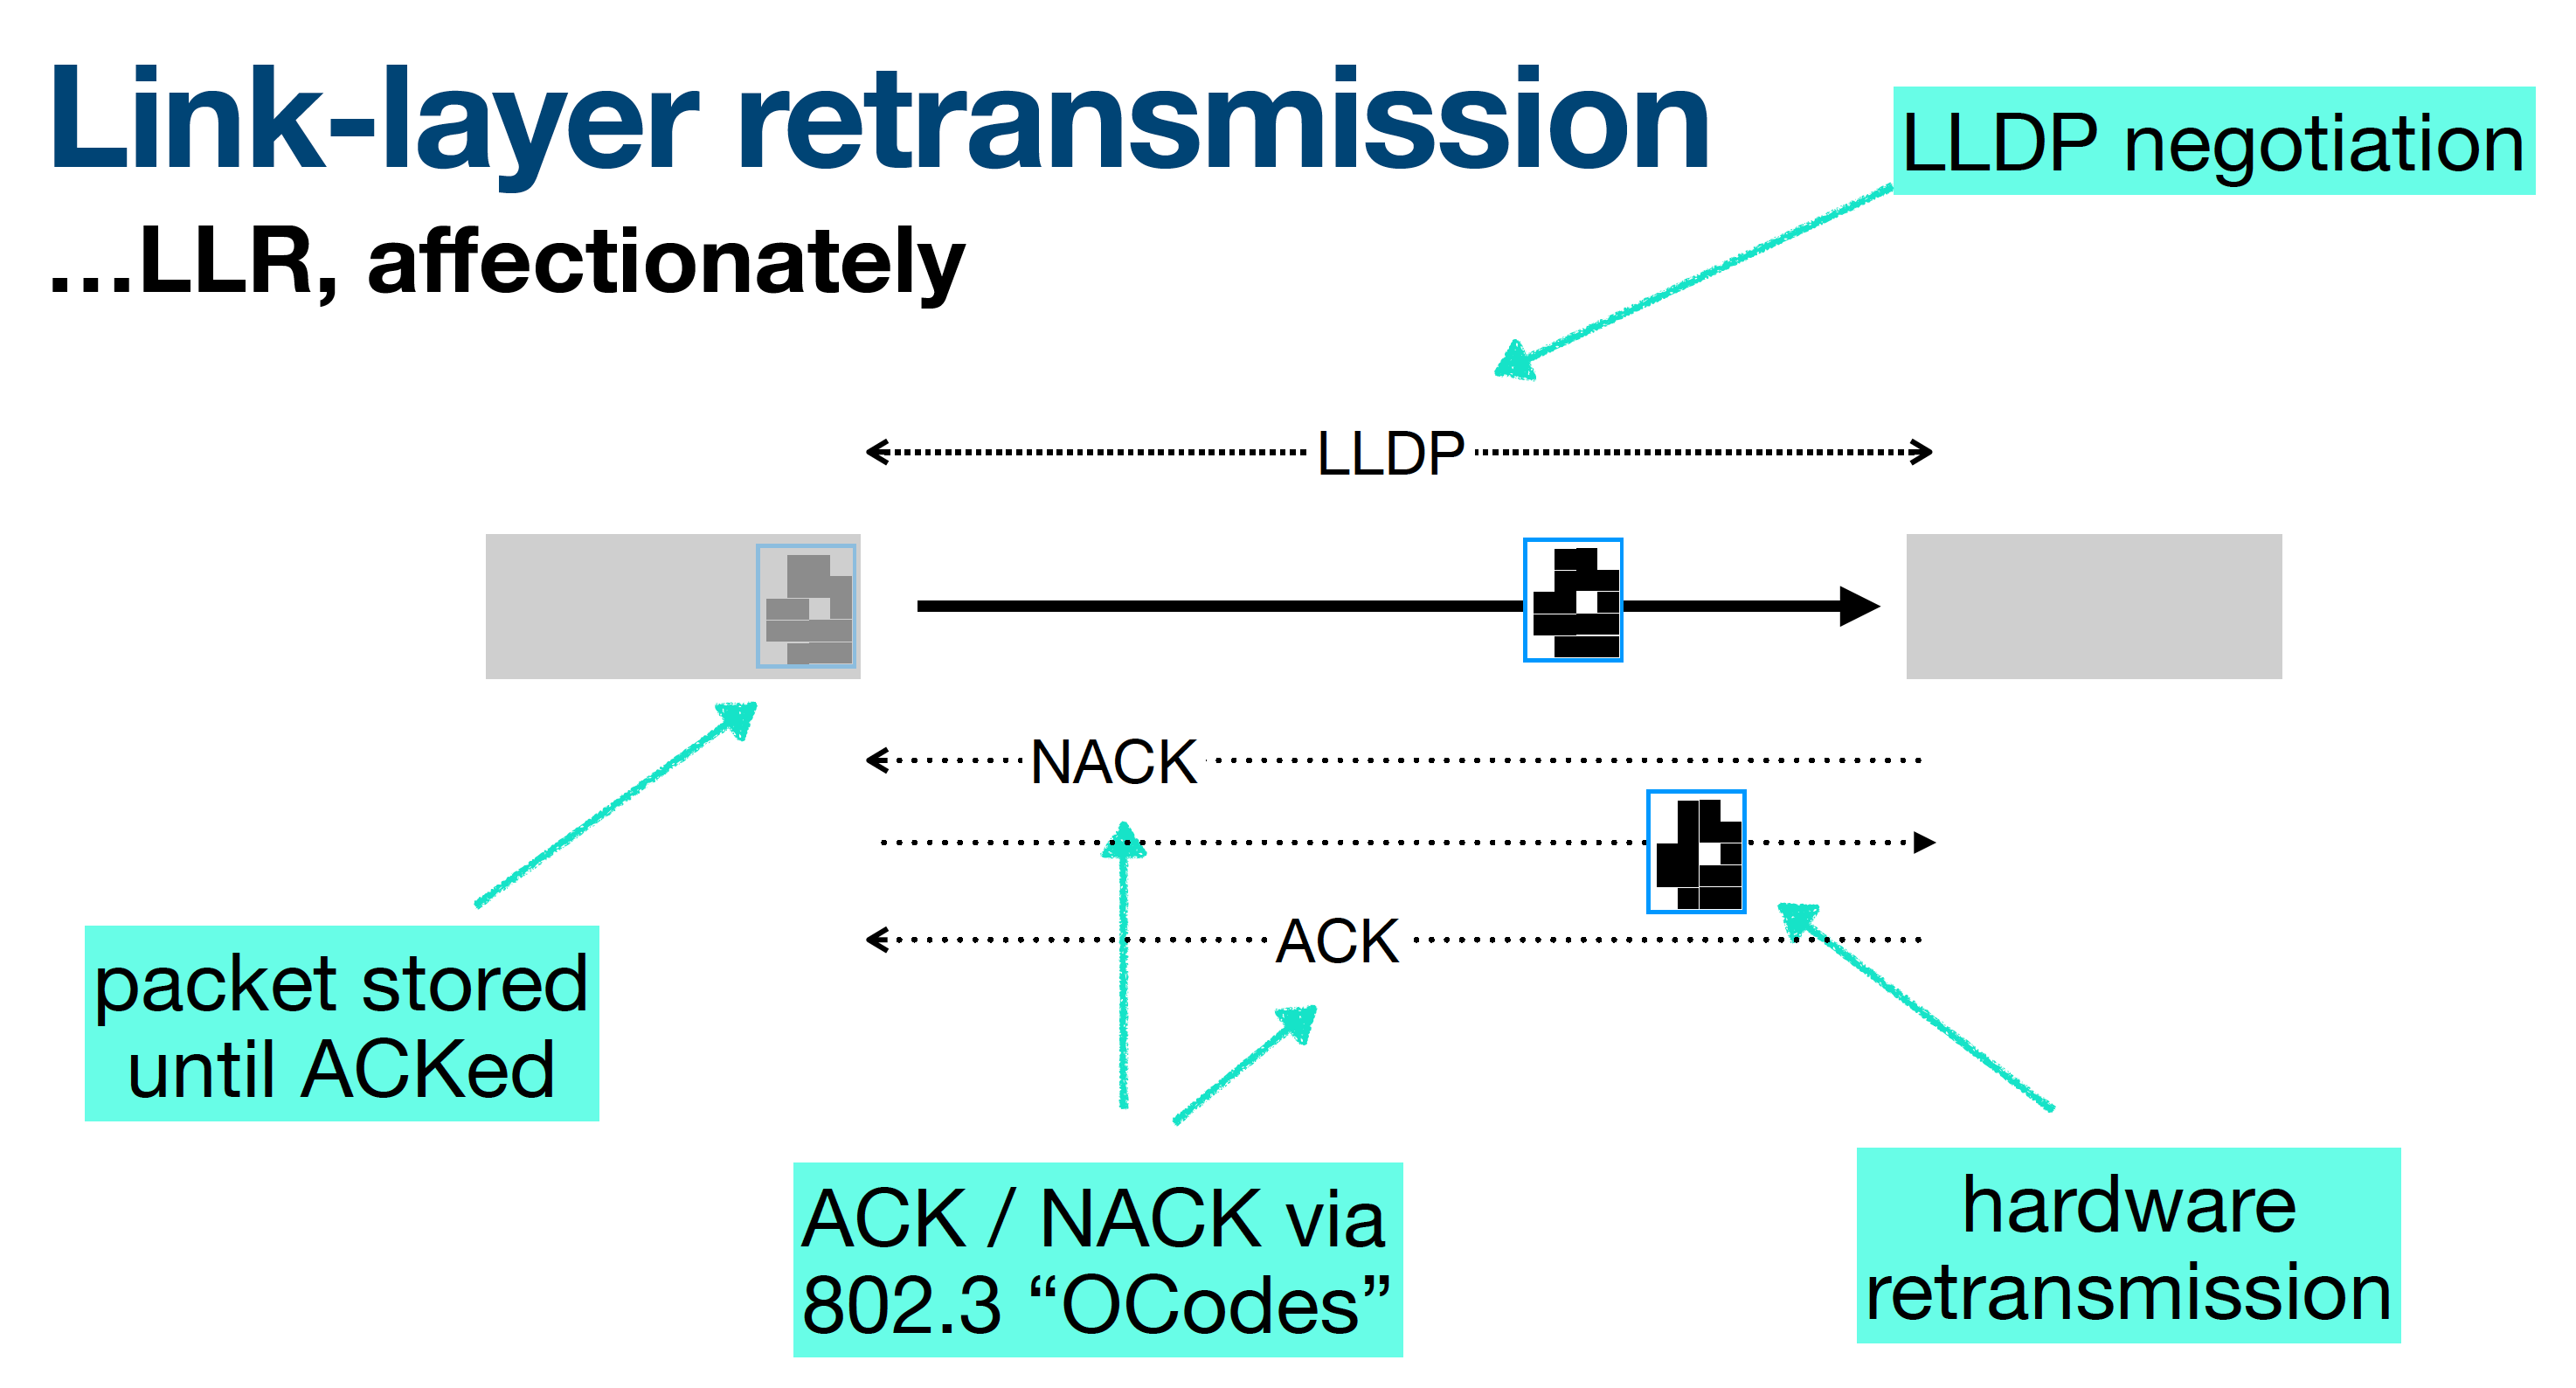 Link-layer retransmission
...LLR, affectionately
LLDP negotiation
LLDP
NACK
ACK
packet stored
until ACKed
ACK / NACK via
802.3 “OCodes”
hardware
retransmission